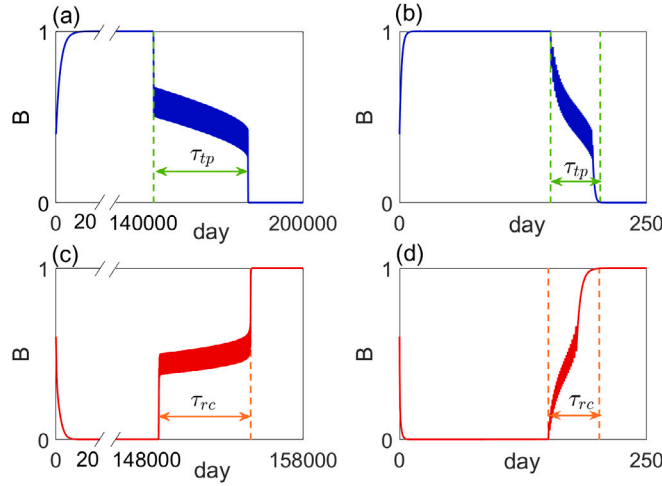 (a)
1
B
τtp
0
0 20 140000 200000
day
(b)
1
B
τtp
0
0 day 250
(c)
1
B
τrc
0
0 20 148000 158000
day
(d)
1
B
τrc
0
0 day 250